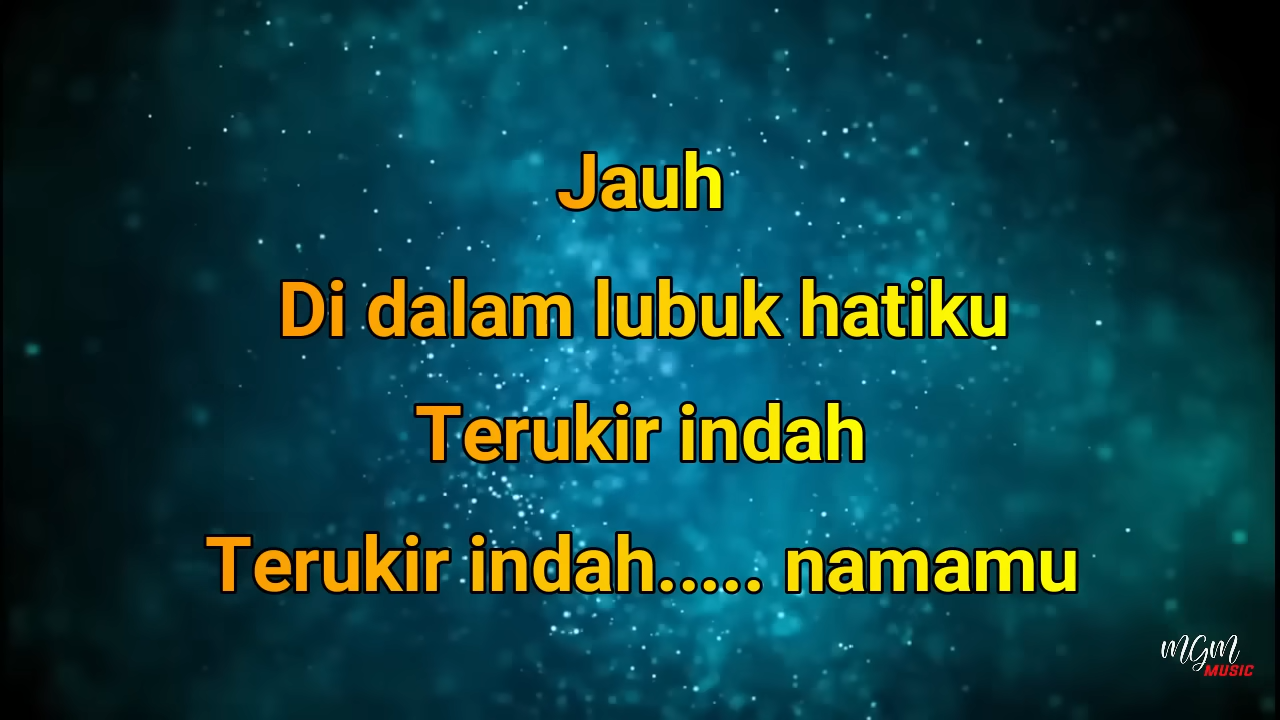 Jauh
Di dalam lubuk hatiku
Terukir indah
Terukir indah..... namamu
MGM
MUSIC